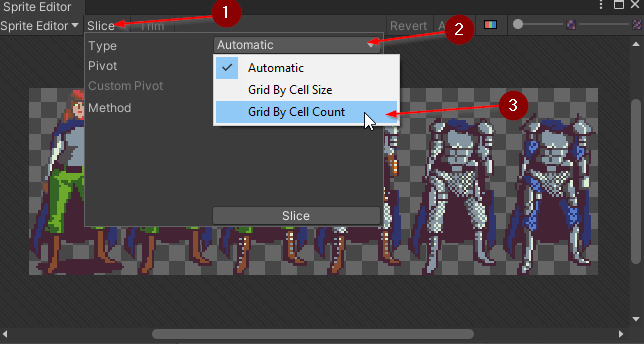 Sprite Editor
Sprite Editor Slice Trim Revert
1
Type Automatic
2
Pivot Automatic
Custom Pivot Grid By Cell Size
Method Grid By Cell Count
3
Slice